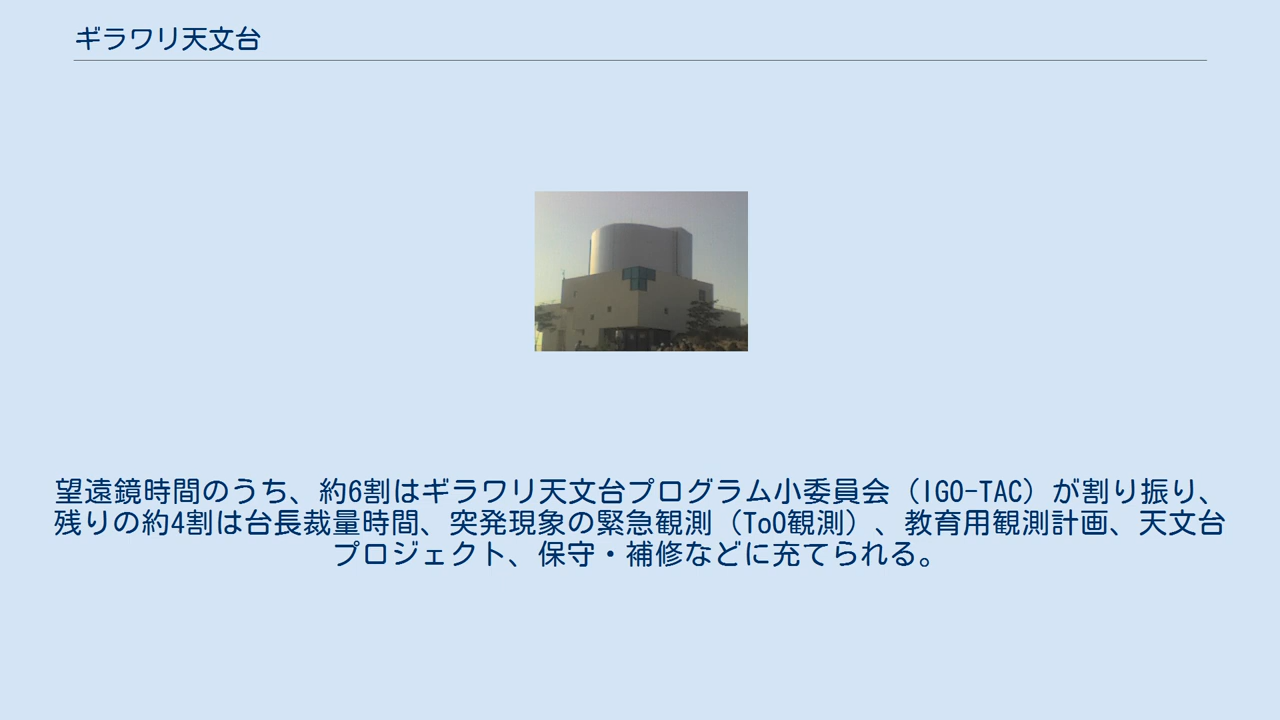 ギラワリ天文台
望遠鏡時間のうち、約6割はギラワリ天文台プログラム小委員会（IGO-TAC）が割り振り、
残りの約4割は台長裁量時間、突発現象の緊急観測（ToO観測）、教育用観測計画、天文台
プロジェクト、保守・補修などに充てられる。